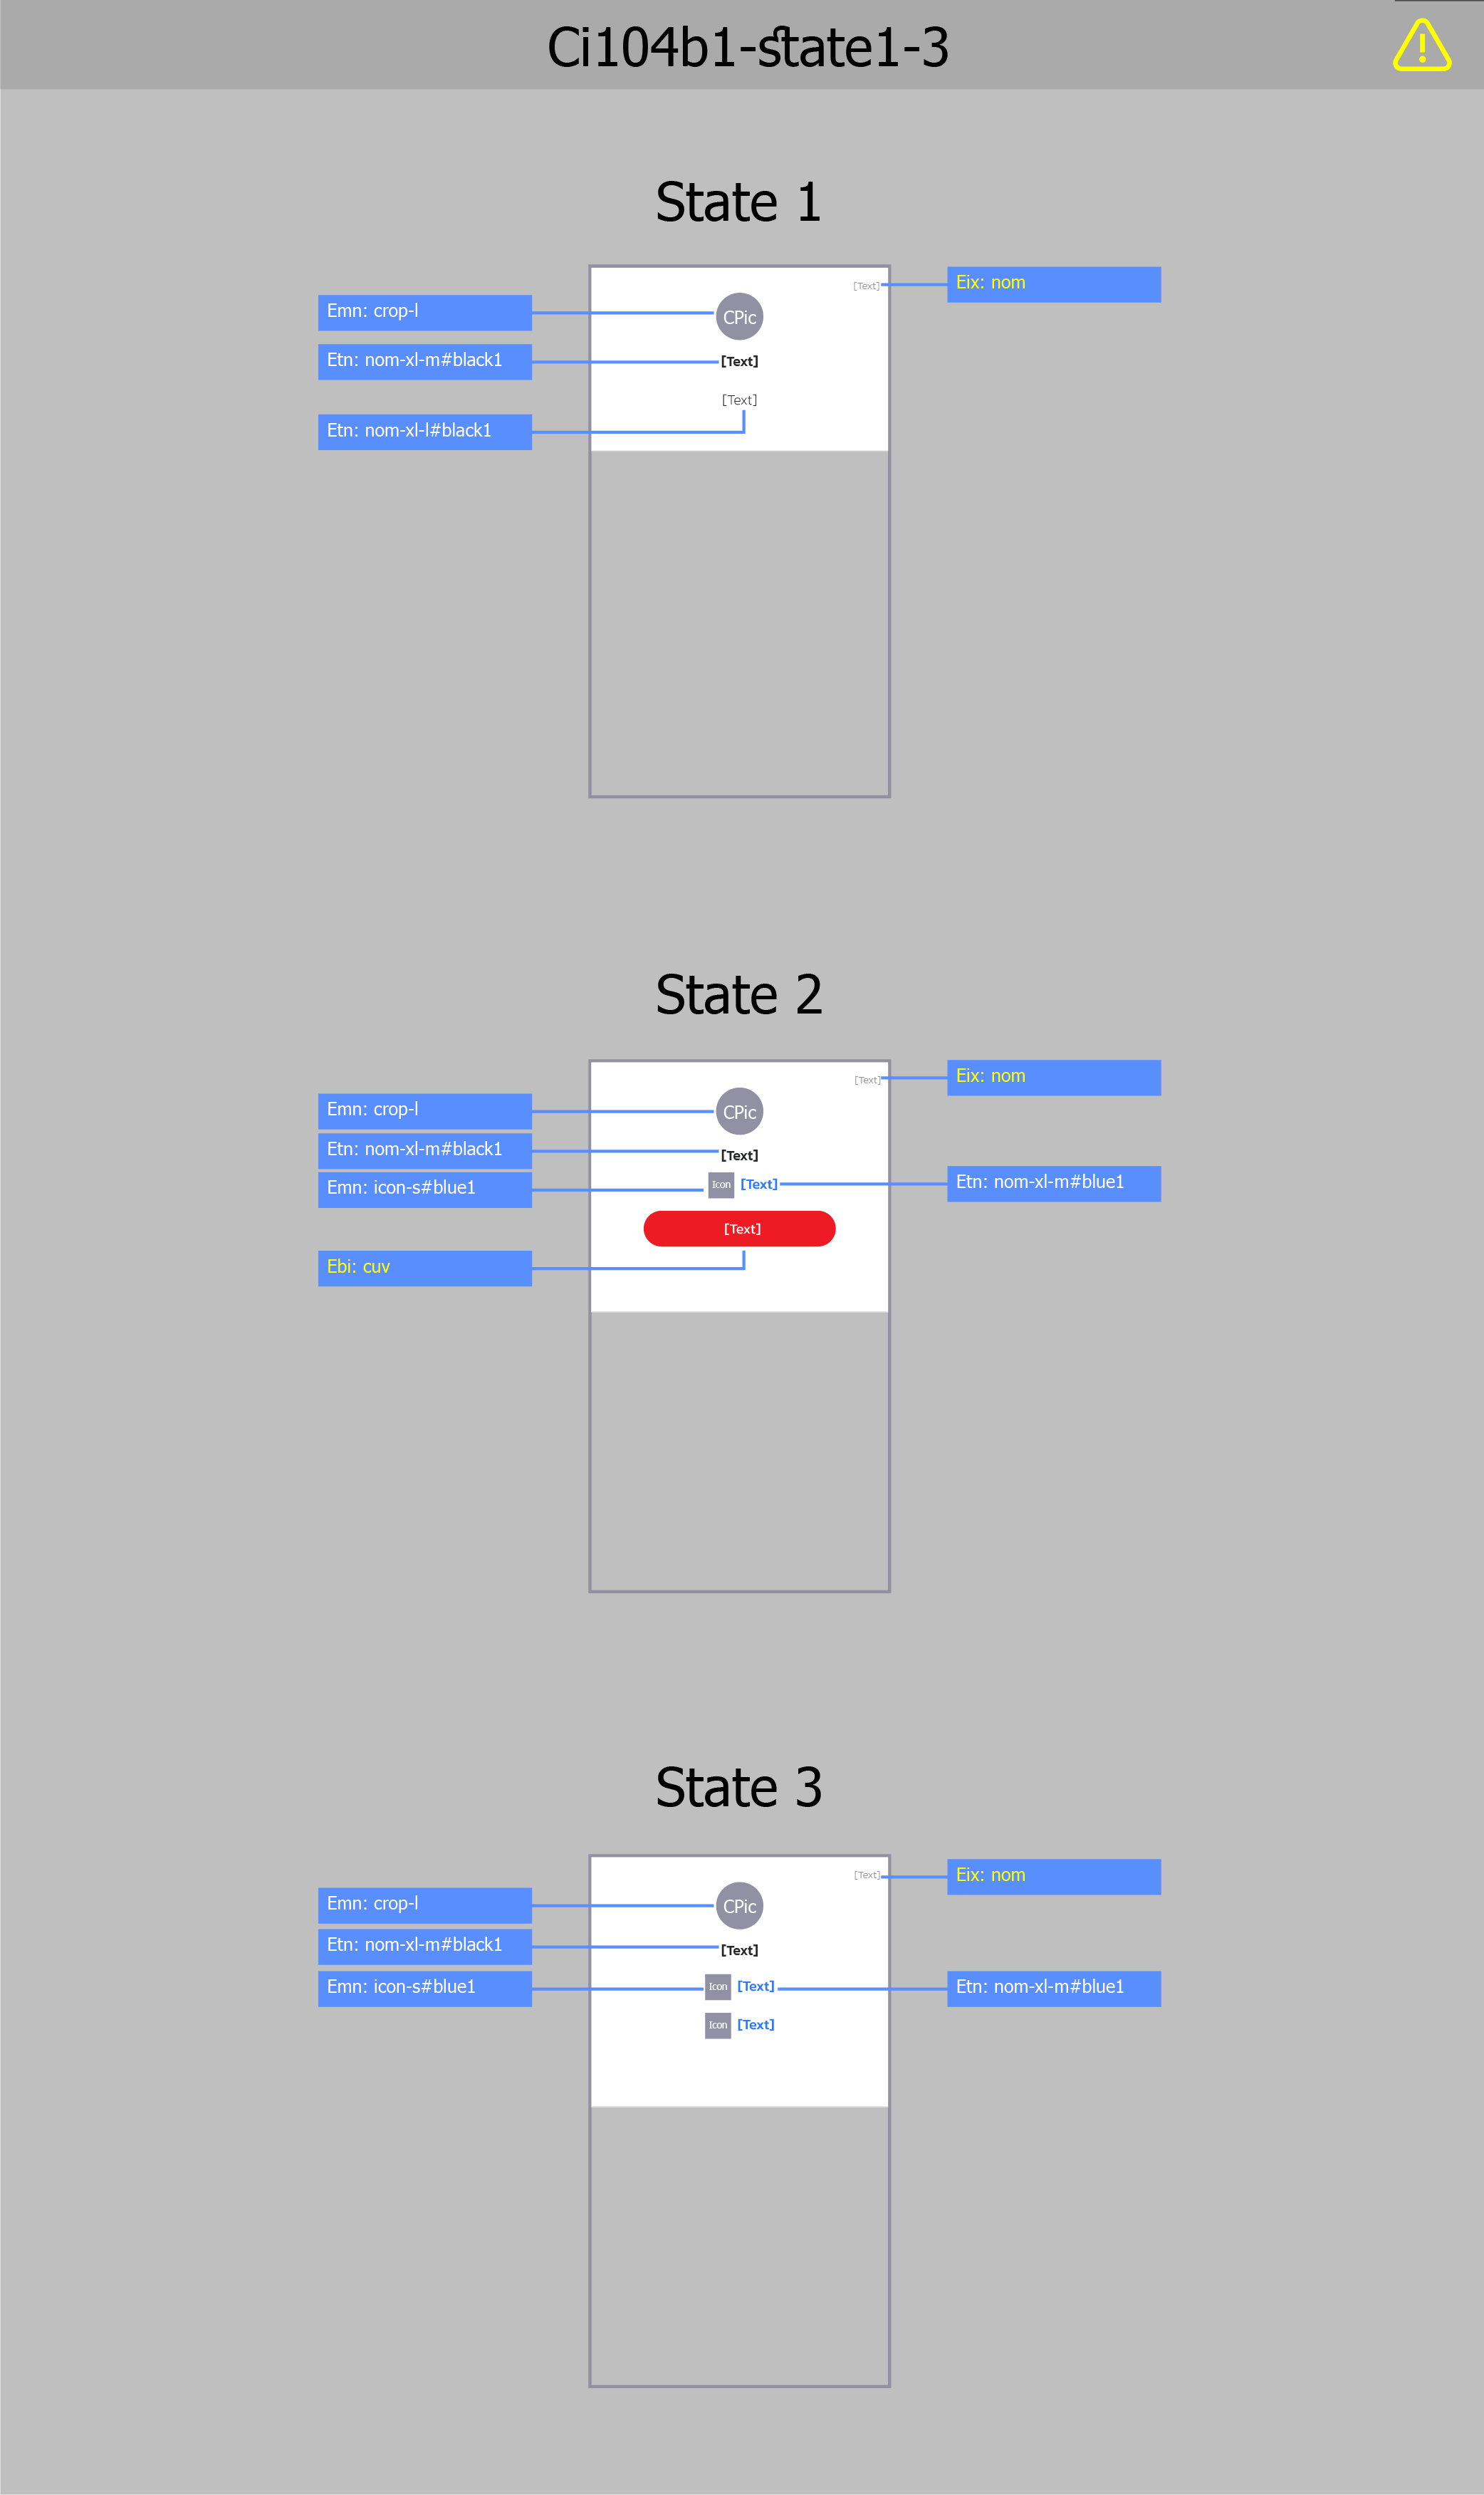 Ci104b1-state1-3
State 1
[Text]
Eix: nom
Emn: crop-l
CPic
Etn: nom-xl-m#black1
[Text]
[Text]
Etn: nom-xl-l#black1
State 2
[Text]
Eix: nom
Emn: crop-l
CPic
Etn: nom-xl-m#black1
[Text]
Emn: icon-s#blue1
Icon [Text]
Etn: nom-xl-m#blue1
[Text]
Ebi: cuv
State 3
[Text]
Eix: nom
Emn: crop-l
CPic
Etn: nom-xl-m#black1
[Text]
Emn: icon-s#blue1
Icon [Text]
Etn: nom-xl-m#blue1
Icon [Text]